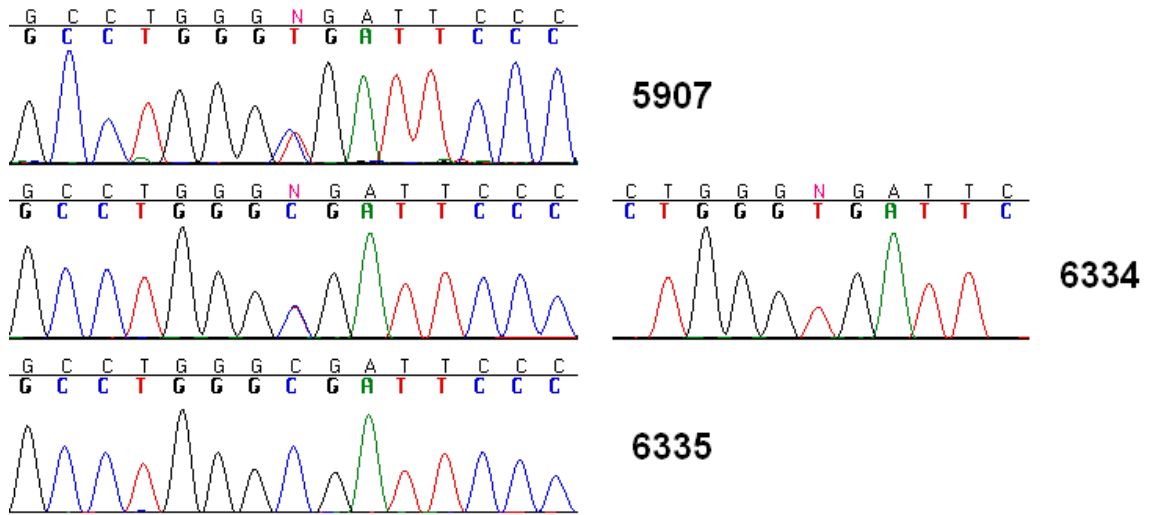 G C C T G G G N G A T T C C C
G C C T G G G T G A T T C C C
5907
G C C T G G G N G A T T C C C
G C C T G G G C G A T T C C C
C T G G G N G A T T C
C T G G G T G A T T C
6334
G C C T G G G C G A T T C C C
G C C T G G G C G A T T C C C
6335